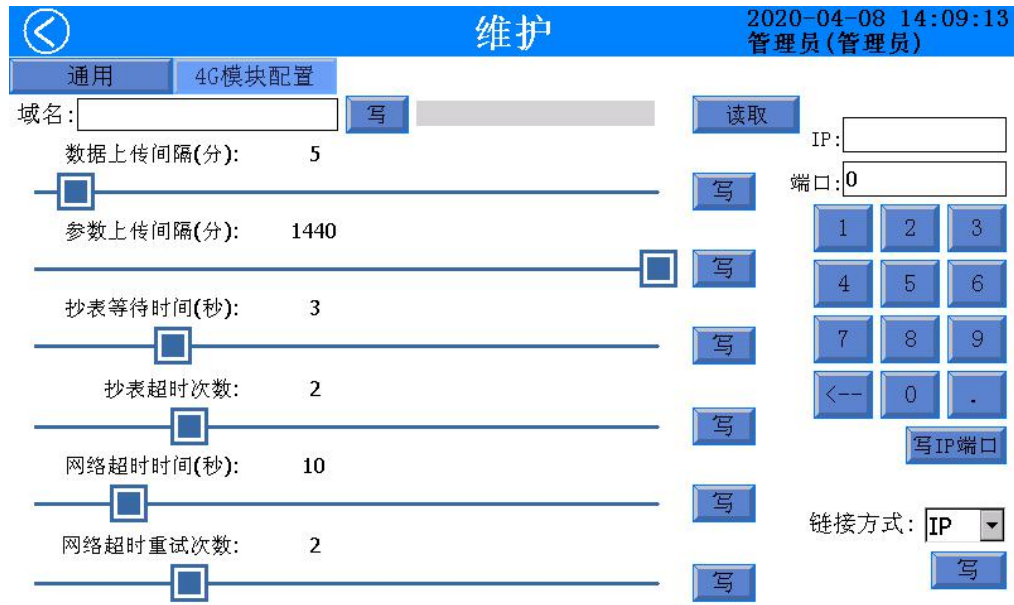 维护
2020-04-08 14:09:13
管理员(管理员)
通用
4G模块配置
域名:
写
读取
IP:
数据上传间隔(分): 5
写
端口:0
参数上传间隔(分): 1440
写
1 2 3
抄表等待时间(秒): 3
写
4 5 6
7 8 9
抄表超时次数: 2
写
<-- 0 .
写IP端口
网络超时时间(秒): 10
写
链接方式: IP
网络超时重试次数: 2
写
写